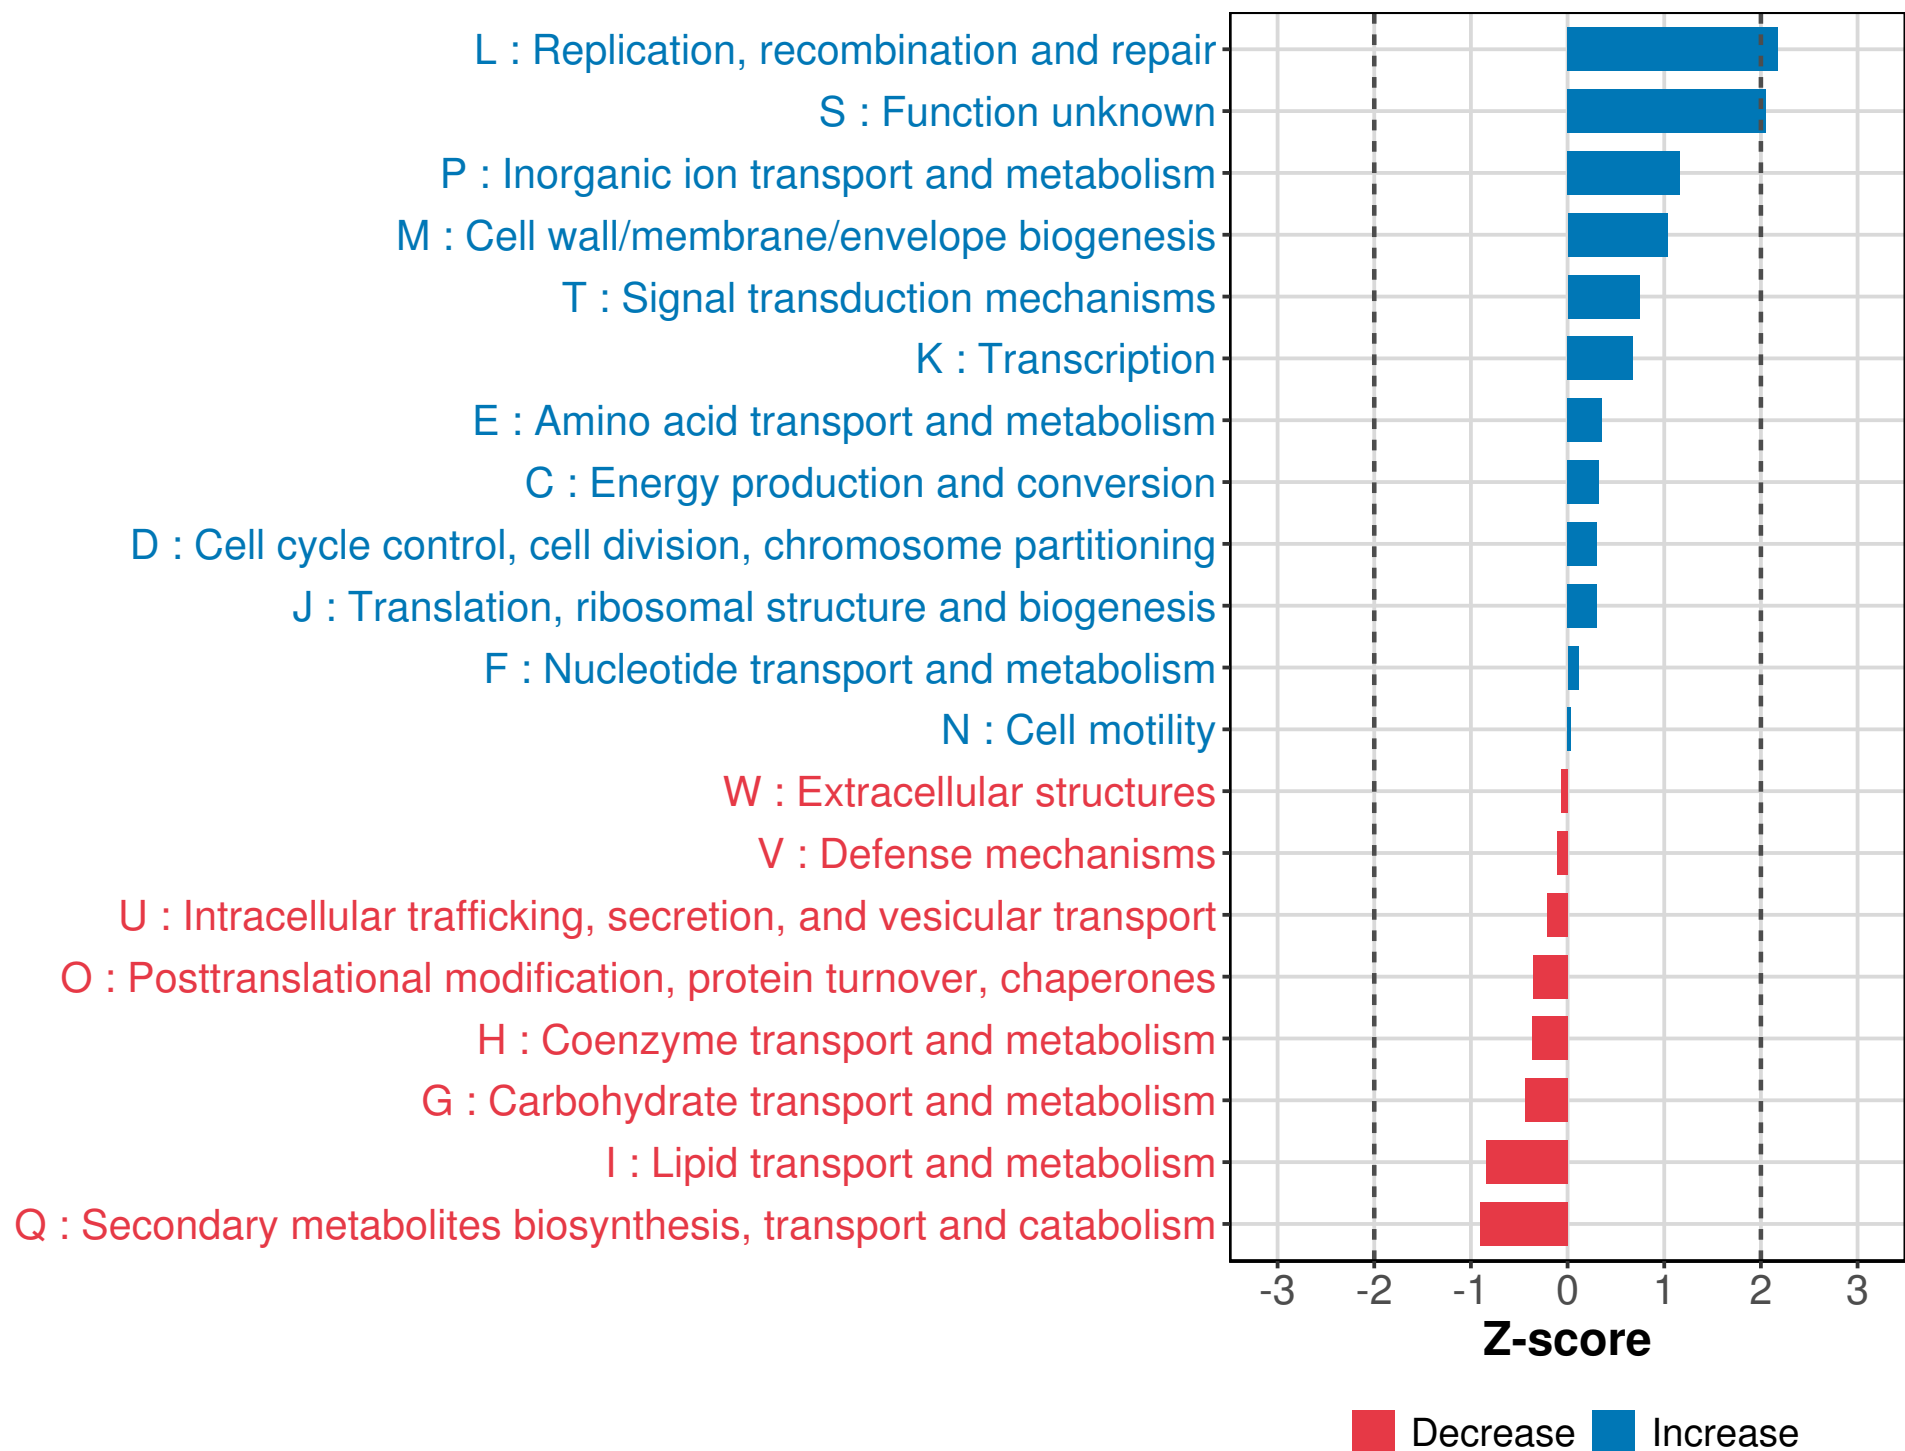 L : Replication, recombination and repair
S : Function unknown
P : Inorganic ion transport and metabolism
M : Cell wall/membrane/envelope biogenesis
T : Signal transduction mechanisms
K : Transcription
E : Amino acid transport and metabolism
C : Energy production and conversion
D : Cell cycle control, cell division, chromosome partitioning
J : Translation, ribosomal structure and biogenesis
F : Nucleotide transport and metabolism
N : Cell motility
W : Extracellular structures
V : Defense mechanisms
U : Intracellular trafficking, secretion, and vesicular transport
O : Posttranslational modification, protein turnover, chaperones
H : Coenzyme transport and metabolism
G : Carbohydrate transport and metabolism
I : Lipid transport and metabolism
Q : Secondary metabolites biosynthesis, transport and catabolism
-3 -2 -1 0 1 2 3
Z-score
Decrease Increase